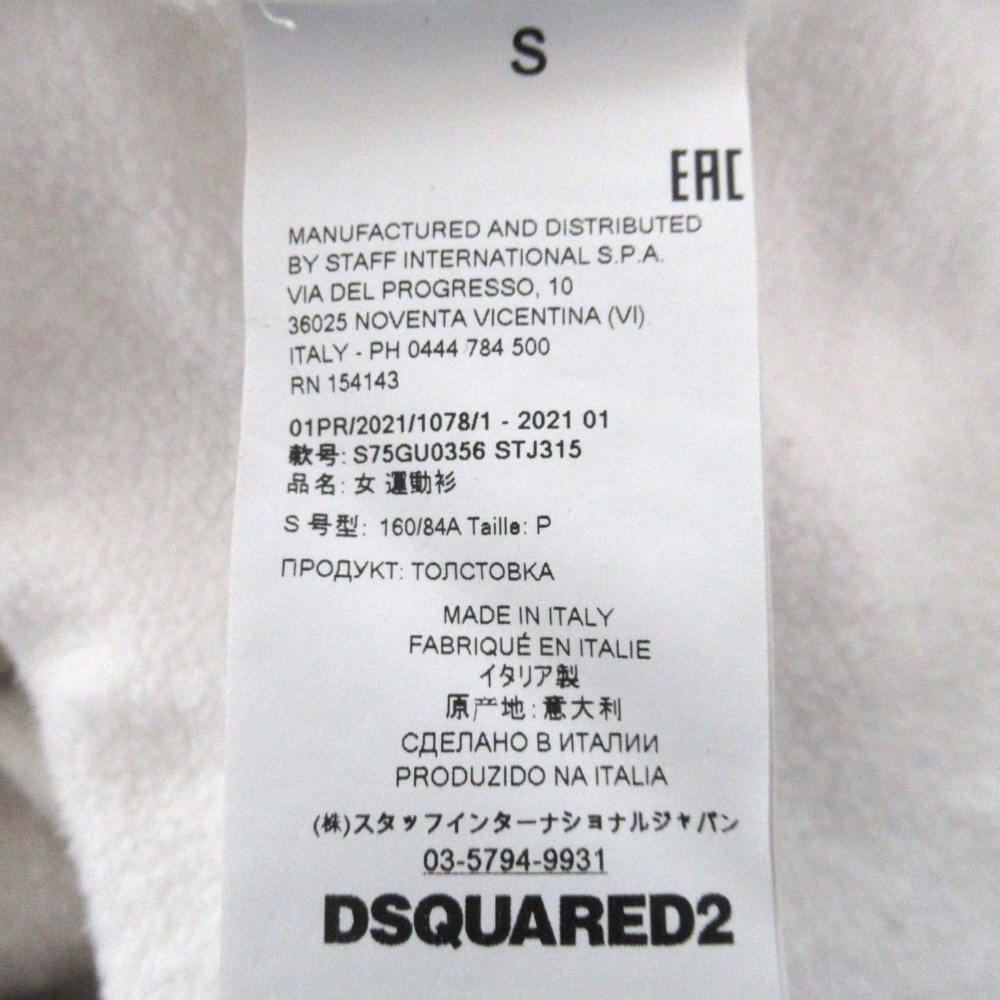 S
EAC
MANUFACTURED AND DISTRIBUTED
BY STAFF INTERNATIONAL S.P.A.
VIA DEL PROGRESSO, 10
36025 NOVENTA VICENTINA (VI)
ITALY - PH 0444 784 500
RN 154143
01PR/2021/1078/1 - 2021 01
款号: S75GU0356 STJ315
品名: 女 運動衫
S 号型: 160/84A Taille: P
ПРОДУКТ: ТОЛСТОВКА
MADE IN ITALY
FABRIQUÉ EN ITALIE
イタリア製
原产地:意大利
СДЕЛАНО В ИТАЛИИ
PRODUZIDO NA ITALIA
(株)スタッフインターナショナルジャパン
03-5794-9931
DSQUARED2